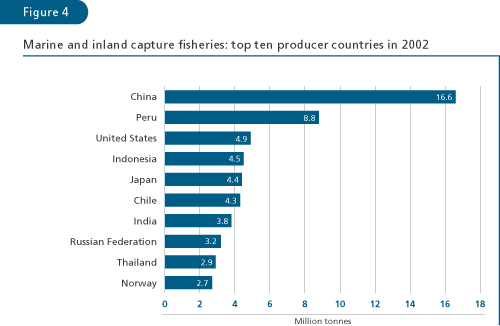 Figure 4
Marine and inland capture fisheries: top ten producer countries in 2002
China 16.6
Peru 8.8
United States 4.9
Indonesia 4.5
Japan 4.4
Chile 4.3
India 3.8
Russian Federation 3.2
Thailand 2.9
Norway 2.7
0 2 4 6 8 10 12 14 16 18
Million tonnes